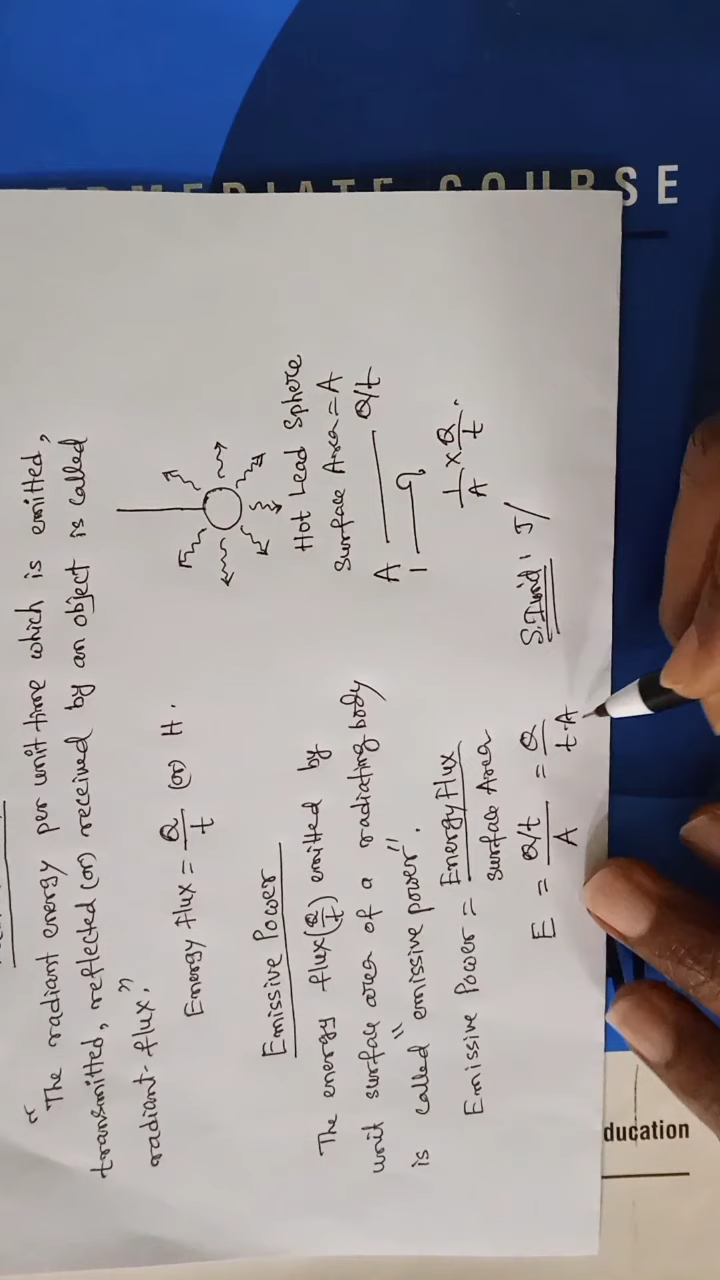 INTERMEDIATE COURSE
“The radiant energy per unit time which is emitted,
transmitted, reflected (or) received by an object is called
radiant-flux.”
Energy flux = Q/t (or) H.
Emissive Power
The energy flux (Q/t) emitted by
unit surface area of a radiating body
is called “emissive power”.
Emissive Power = Energy flux / Surface Area
E = Q/t / A = Q / t·A
Hot Lead Sphere
Surface Area = A
A — Q/t
1 — ?
1/A × Q/t.
S.I unit: J/
ducation